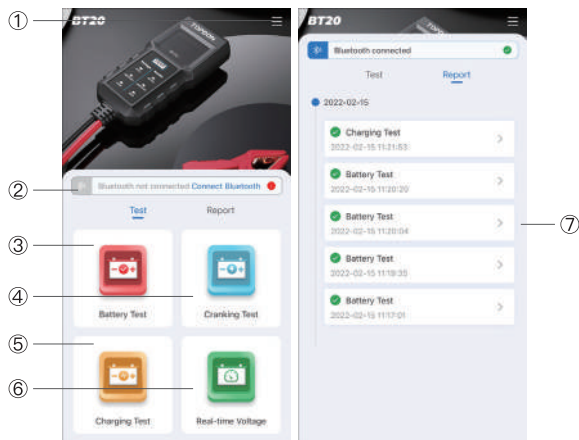 ①
BT20
TOPDON
②
Bluetooth not connected Connect Bluetooth
Test Report
③
④
Battery Test Cranking Test
⑤
⑥
Charging Test Real-time Voltage
BT20
Bluetooth connected
Test Report
2022-02-15
Charging Test
2022-02-15 11:21:53
Battery Test
2022-02-15 11:20:20
Battery Test
2022-02-15 11:20:04
⑦
Battery Test
2022-02-15 11:19:35
Battery Test
2022-02-15 11:17:01